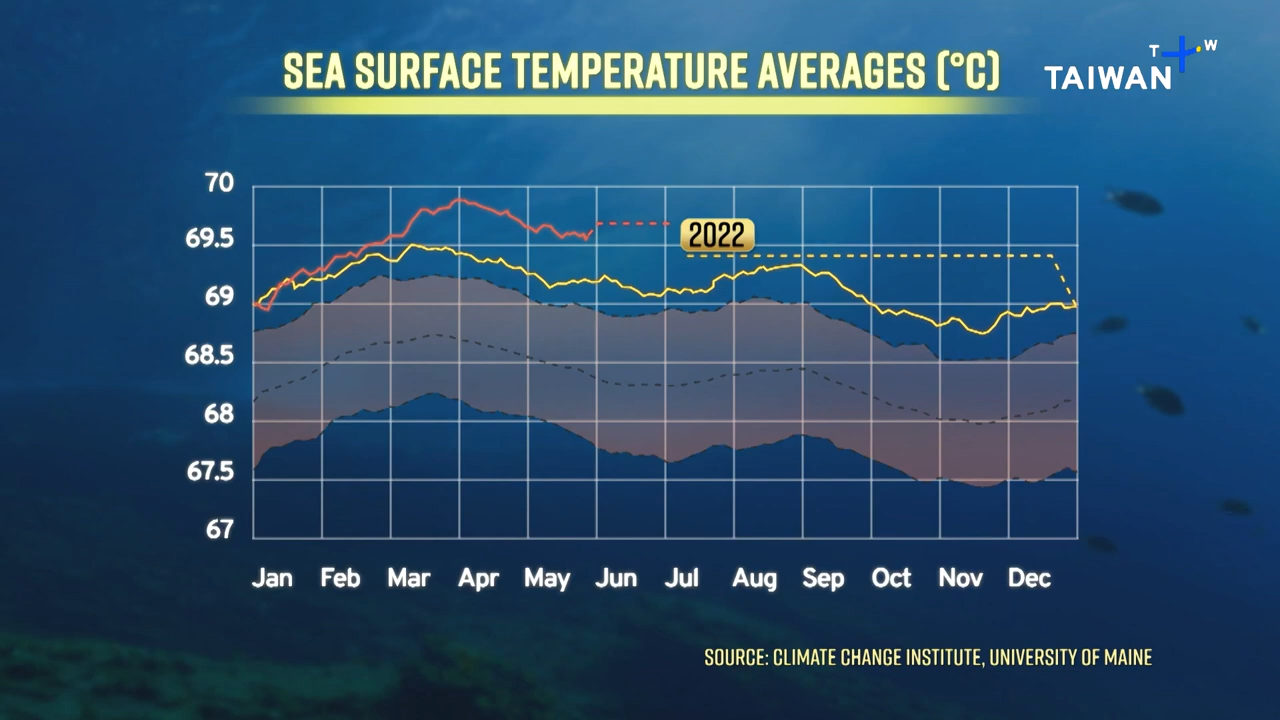 SEA SURFACE TEMPERATURE AVERAGES (°C)
T W
TAIWAN
70
69.5
69
68.5
68
67.5
67
2022
Jan Feb Mar Apr May Jun Jul Aug Sep Oct Nov Dec
SOURCE: CLIMATE CHANGE INSTITUTE, UNIVERSITY OF MAINE